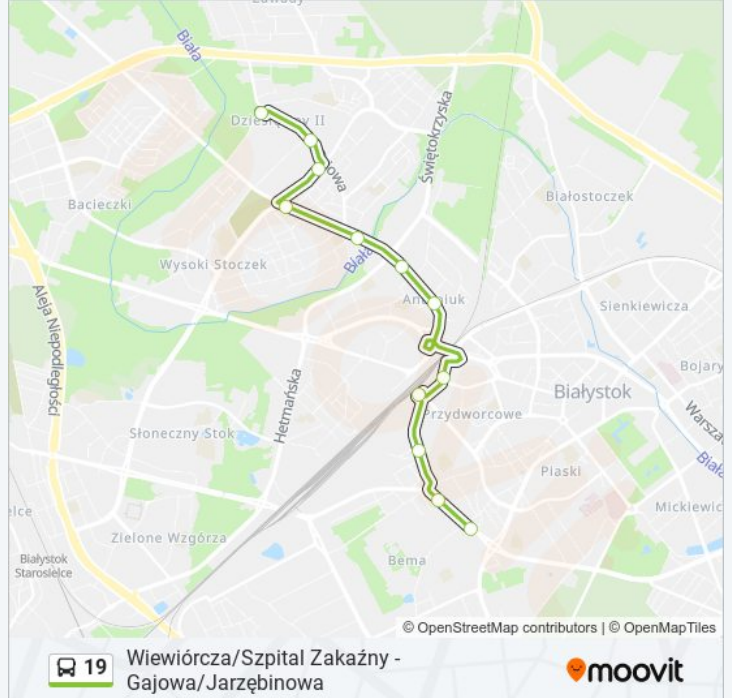 Zawady
Biała
Dziesięciny II
Świętokrzyska
Bacieczki
Białostoczek
Wysoki Stoczek
Biała
Antoniuk
Sienkiewicza
Aleja Niepodległości
Bojary
Hetmańska
Białystok
Przydworcowe
Warsza
Słoneczny Stok
Biała
Piaski
Mickiewic
Zielone Wzgórza
Białystok
Starosielce
Bema
© OpenStreetMap contributors | © OpenMapTiles
19
Wiewiórcza/Szpital Zakaźny -
Gajowa/Jarzębinowa
moovit